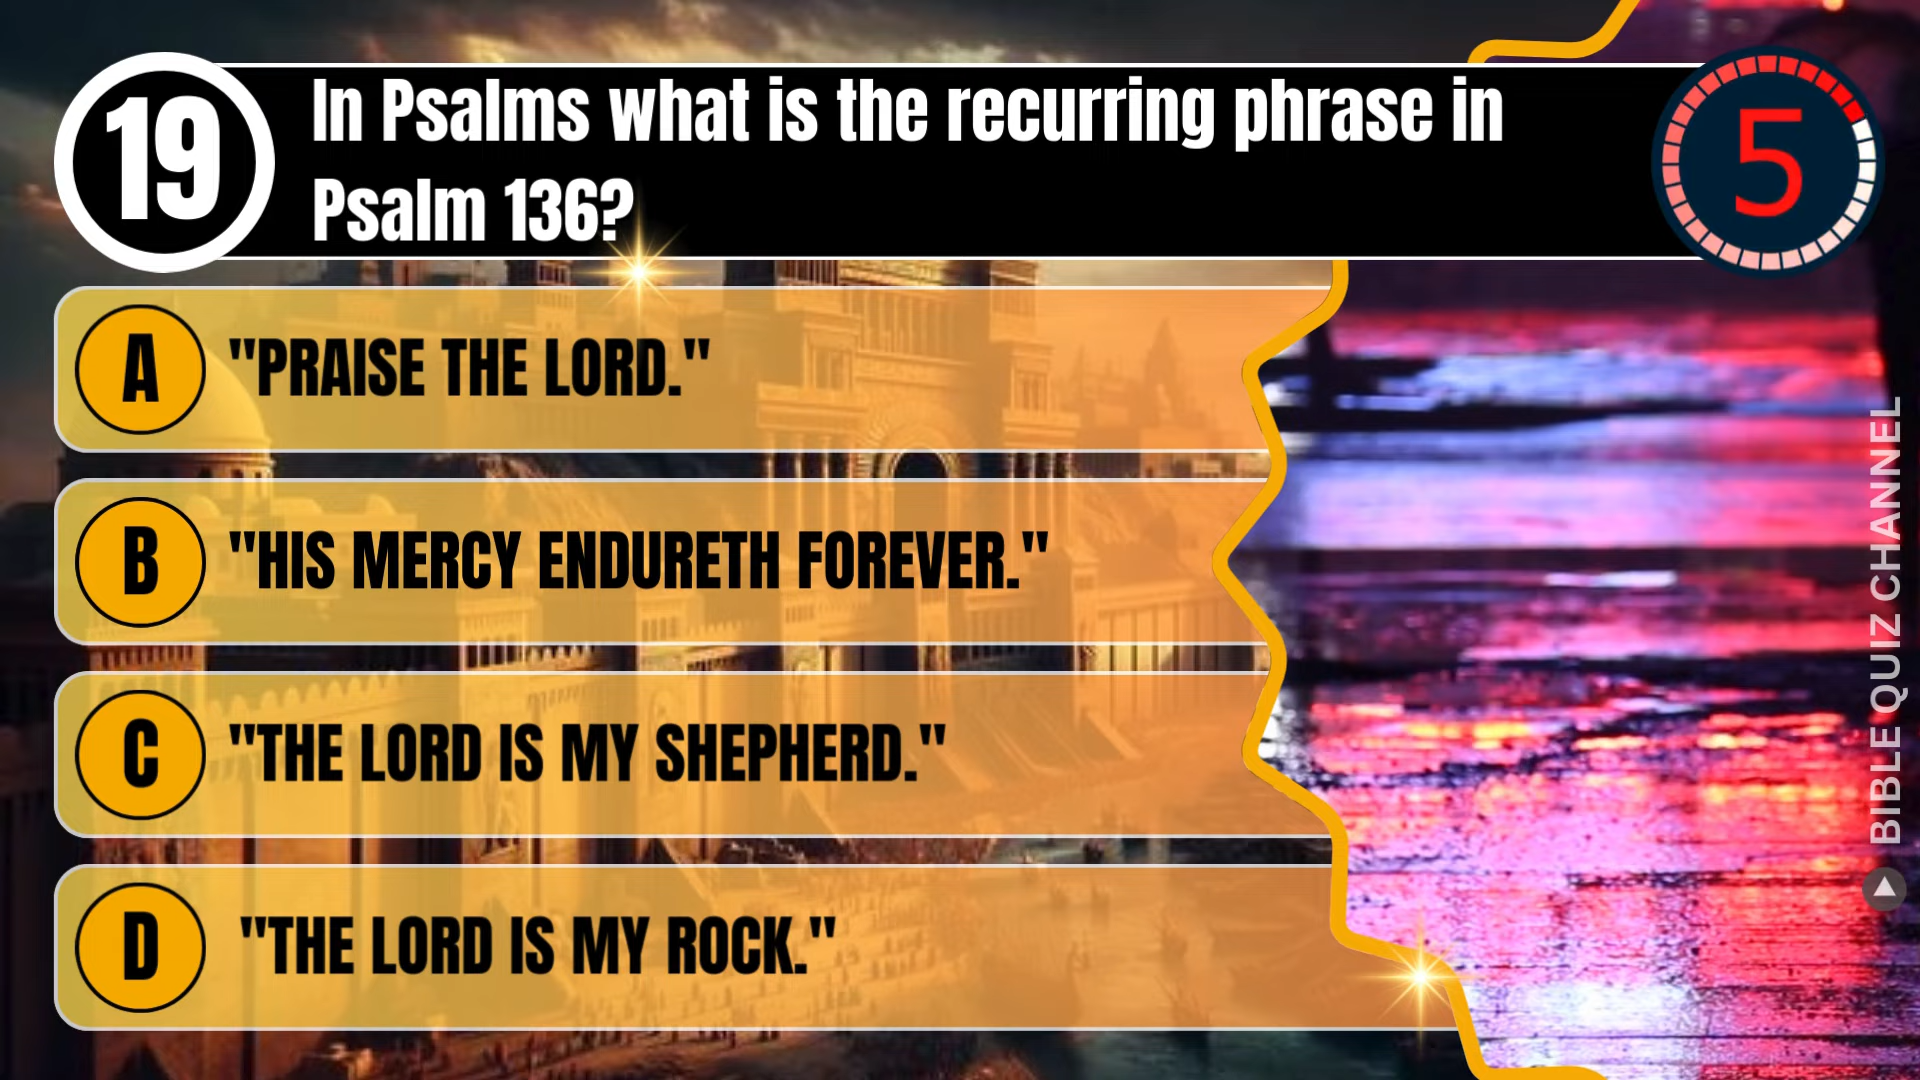 19
In Psalms what is the recurring phrase in
Psalm 136?
5
A "PRAISE THE LORD."
B "HIS MERCY ENDURETH FOREVER."
C "THE LORD IS MY SHEPHERD."
D "THE LORD IS MY ROCK."
BIBLE QUIZ CHANNEL